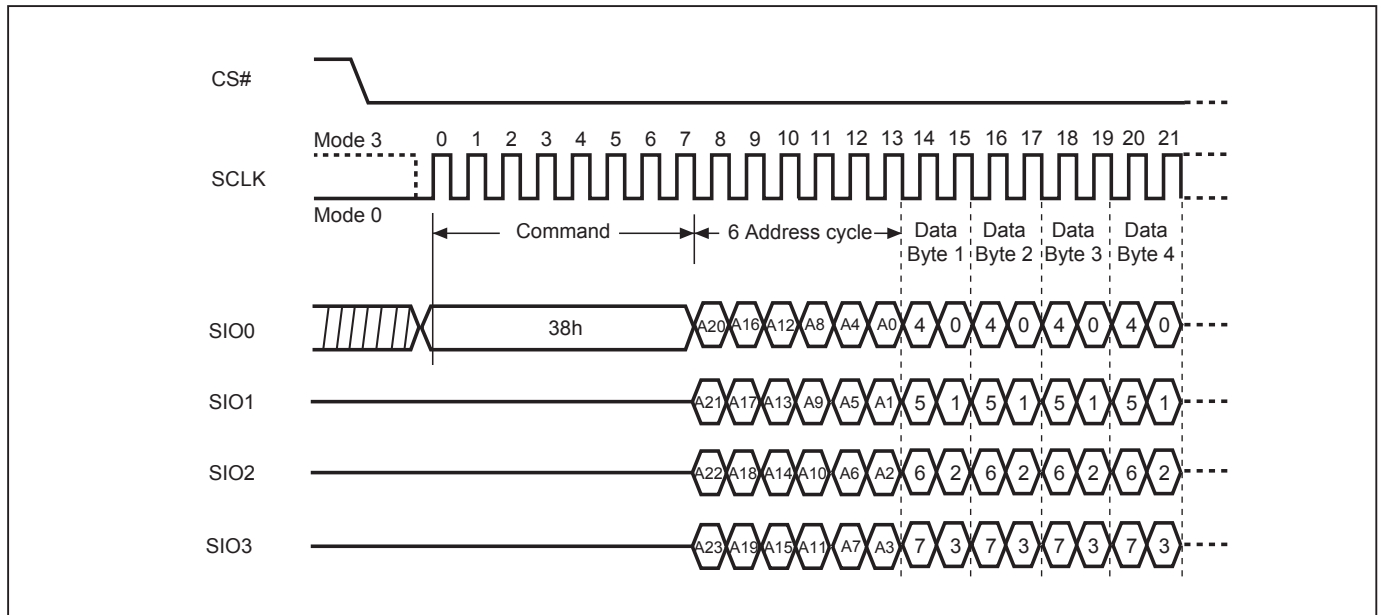 CS#
Mode 3
0 1 2 3 4 5 6 7 8 9 10 11 12 13 14 15 16 17 18 19 20 21
SCLK
Mode 0
Command
6 Address cycle
Data Byte 1
Data Byte 2
Data Byte 3
Data Byte 4
SIO0
38h
A20 A16 A12 A8 A4 A0 4 0 4 0 4 0 4 0
SIO1
A21 A17 A13 A9 A5 A1 5 1 5 1 5 1 5 1
SIO2
A22 A18 A14 A10 A6 A2 6 2 6 2 6 2 6 2
SIO3
A23 A19 A15 A11 A7 A3 7 3 7 3 7 3 7 3